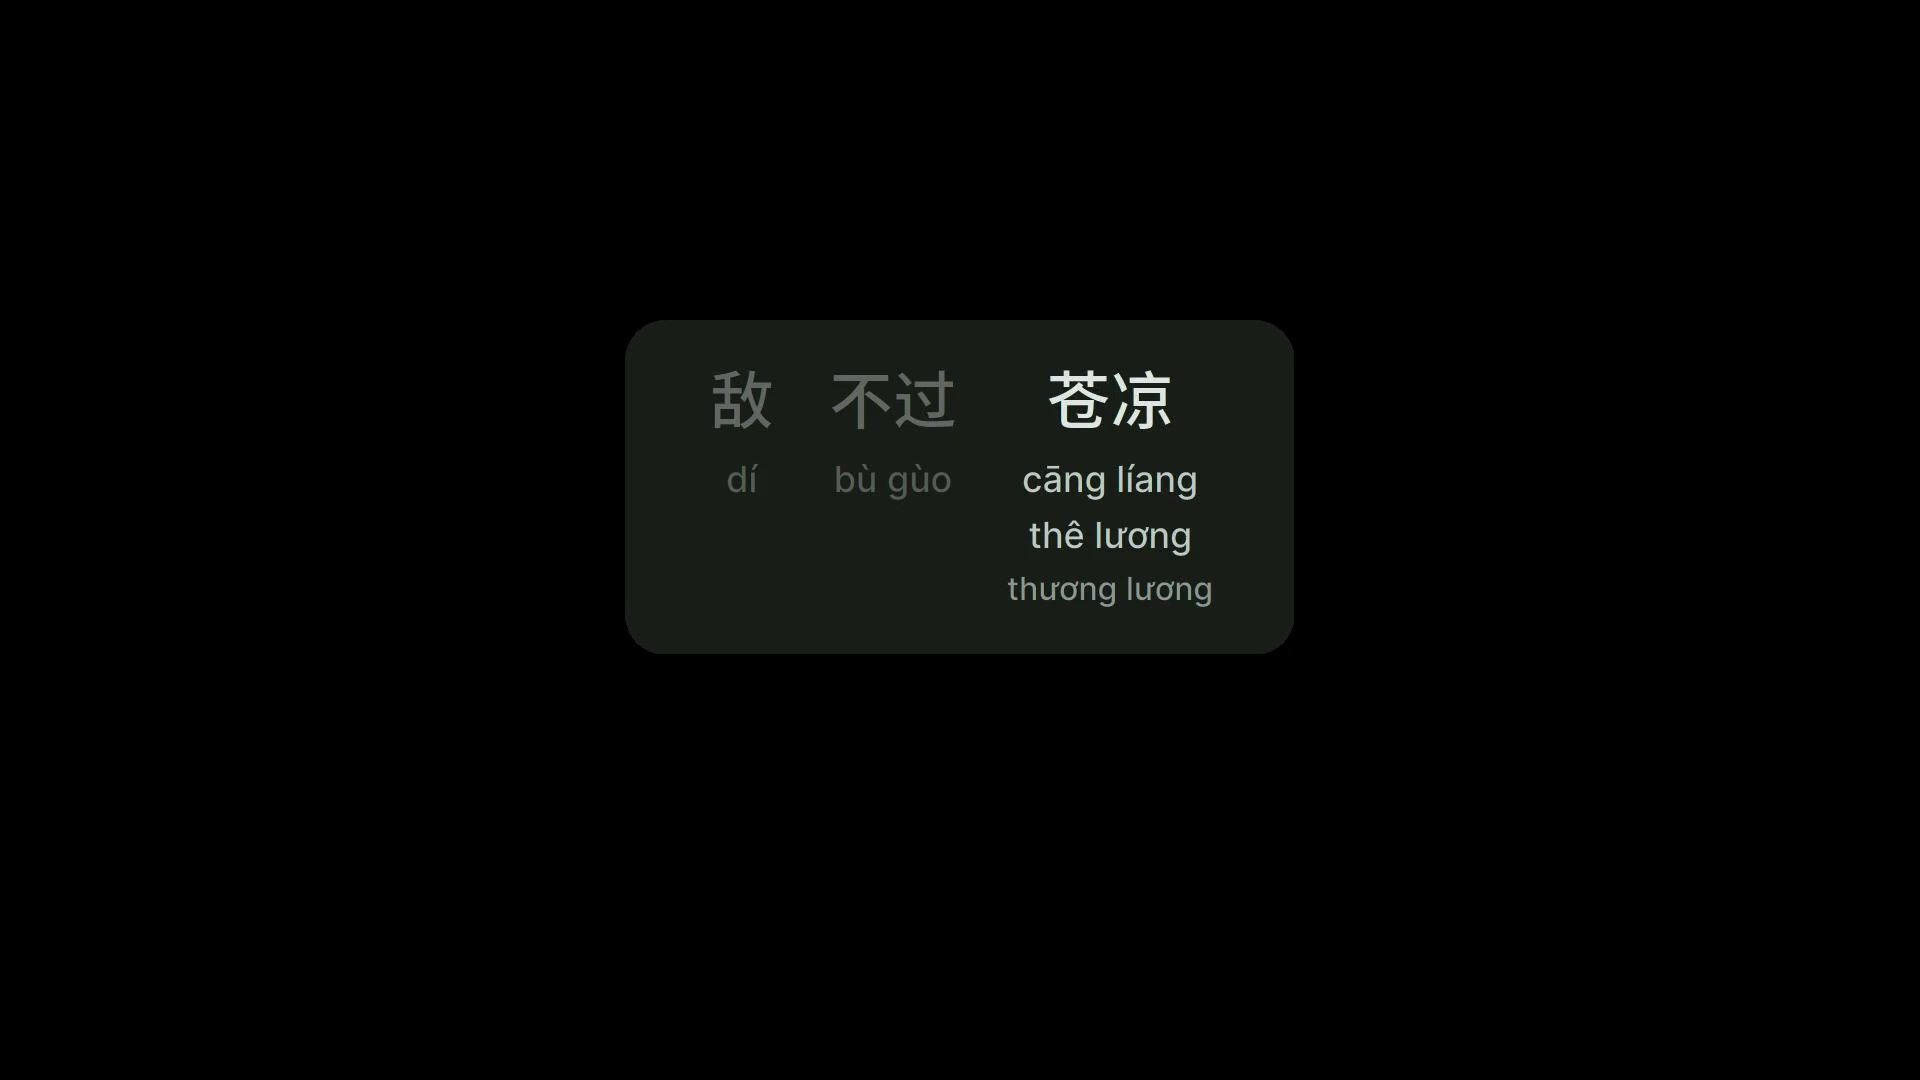 敌 不过 苍凉
dí bù gùo cāng líang
thê lương
thương lương